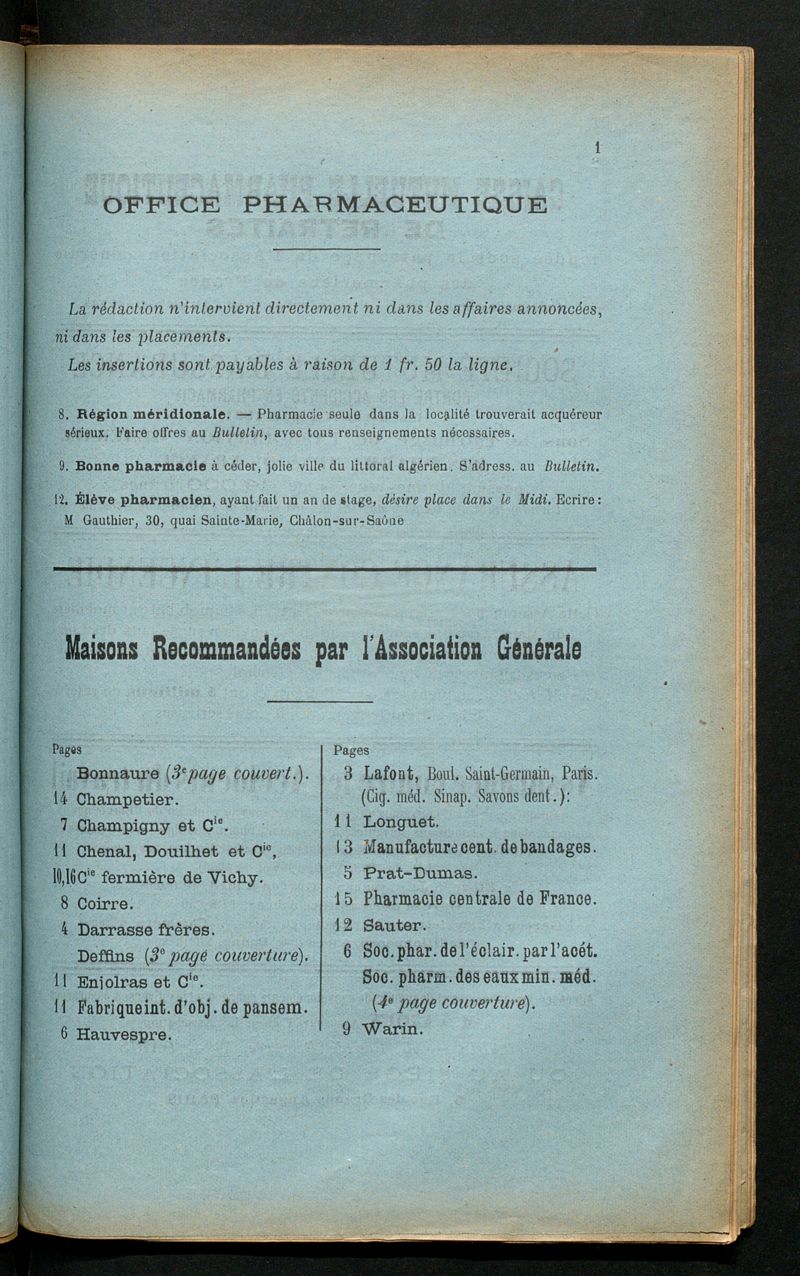 1
OFFICE PHARMACEUTIQUE
La rédaction n'intervient directement ni dans les affaires annoncées,
ni dans les placements.
Les insertions sont payables à raison de 1 fr. 50 la ligne.
8. Région méridionale. — Pharmacie seule dans la localité trouverait acquéreur
sérieux. Faire offres au Bulletin, avec tous renseignements nécessaires.
9. Bonne pharmacie à céder, jolie ville du littoral algérien. S'adress. au Bulletin.
12. Élève pharmacien, ayant fait un an de stage, désire place dans le Midi. Ecrire :
M Gauthier, 30, quai Sainte-Marie, Châlon-sur-Saône
Maisons Recommandées par l'Association Générale
Pages
Bonnaure (3e page couvert.).
14 Champetier.
7 Champigny et Cie.
11 Chenal, Douilhet et Cie,
10,16 Cie fermière de Vichy.
8 Coirre.
4 Darrasse frères.
Deffins (3e page couverture).
11 Enjolras et Cie.
11 Fabrique int. d'obj. de pansem.
6 Hauvespre.
Pages
3 Lafont, Boul. Saint-Germain, Paris.
(Cig. méd. Sinap. Savons dent.):
11 Longuet.
13 Manufacture cent. de bandages.
5 Prat-Dumas.
15 Pharmacie centrale de France.
12 Sauter.
6 Soc. phar. de l'éclair. par l'acét.
Soc. pharm. des eaux min. méd.
(4e page couverture).
9 Warin.